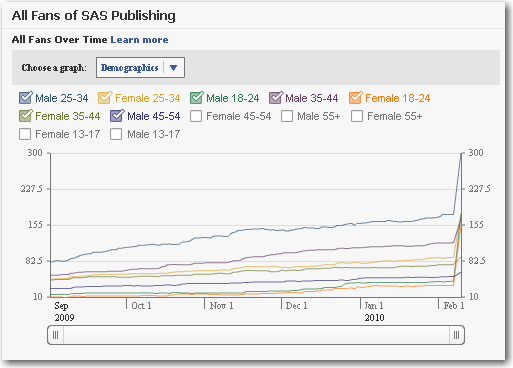 All Fans of SAS Publishing
All Fans Over Time Learn more
Choose a graph: Demographics
Male 25-34 Female 25-34 Male 18-24 Male 35-44 Female 18-24
Female 35-44 Male 45-54 Female 45-54 Male 55+ Female 55+
Female 13-17 Male 13-17
300 300
227.5 227.5
155 155
82.5 82.5
10 10
Sep Oct 1 Nov 1 Dec 1 Jan 1 Feb 1
2009 2010